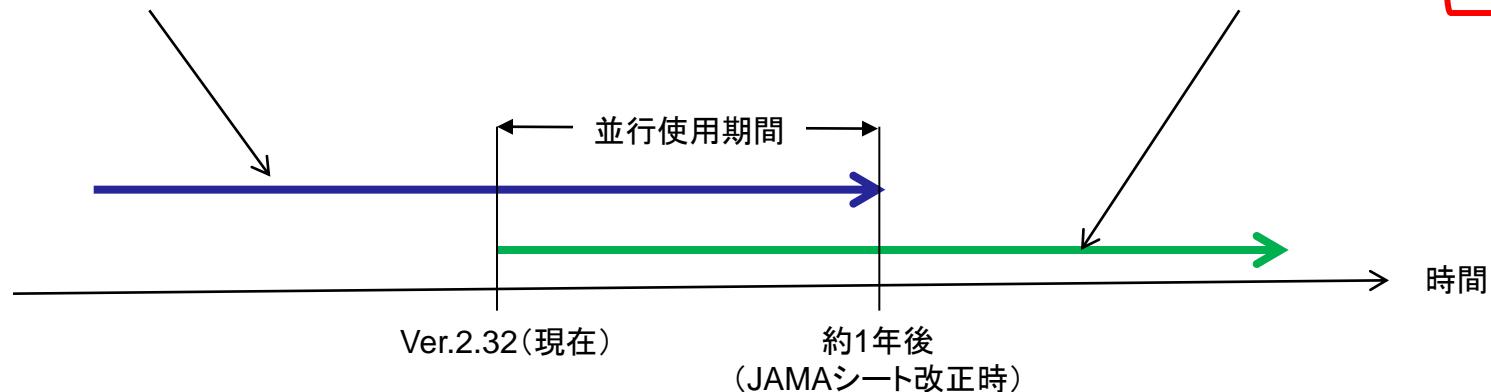 並行使用期間
時間
Ver.2.32（現在）
約1年後
（JAMAシート改正時）